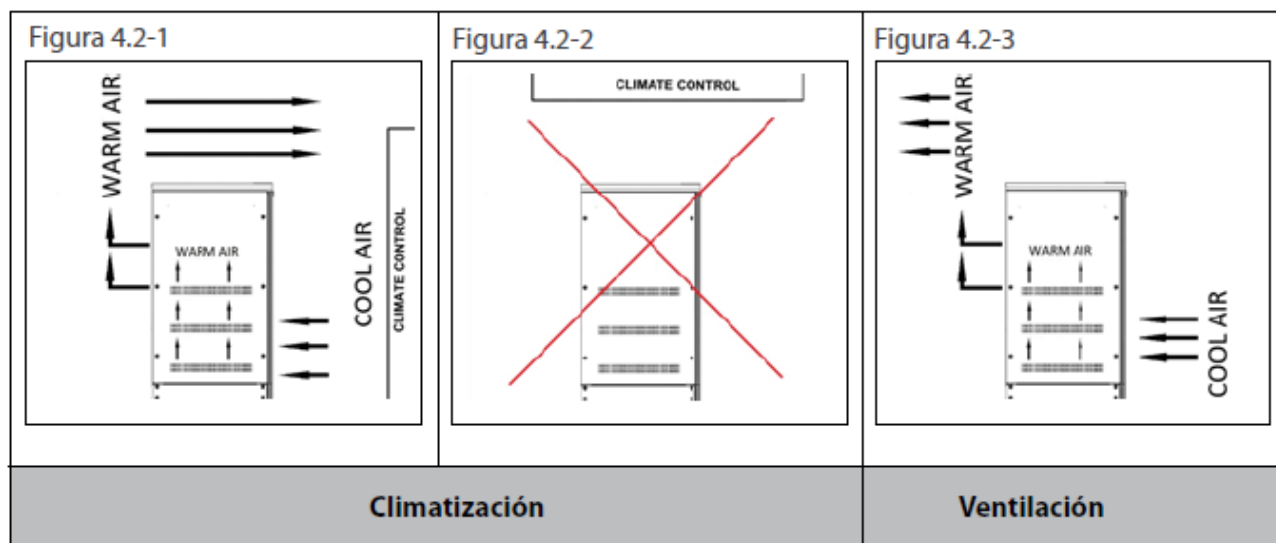 Figura 4.2-1
WARM AIR
WARM AIR
COOL AIR
CLIMATE CONTROL
Figura 4.2-2
CLIMATE CONTROL
Figura 4.2-3
WARM AIR
WARM AIR
COOL AIR
Climatización
Ventilación